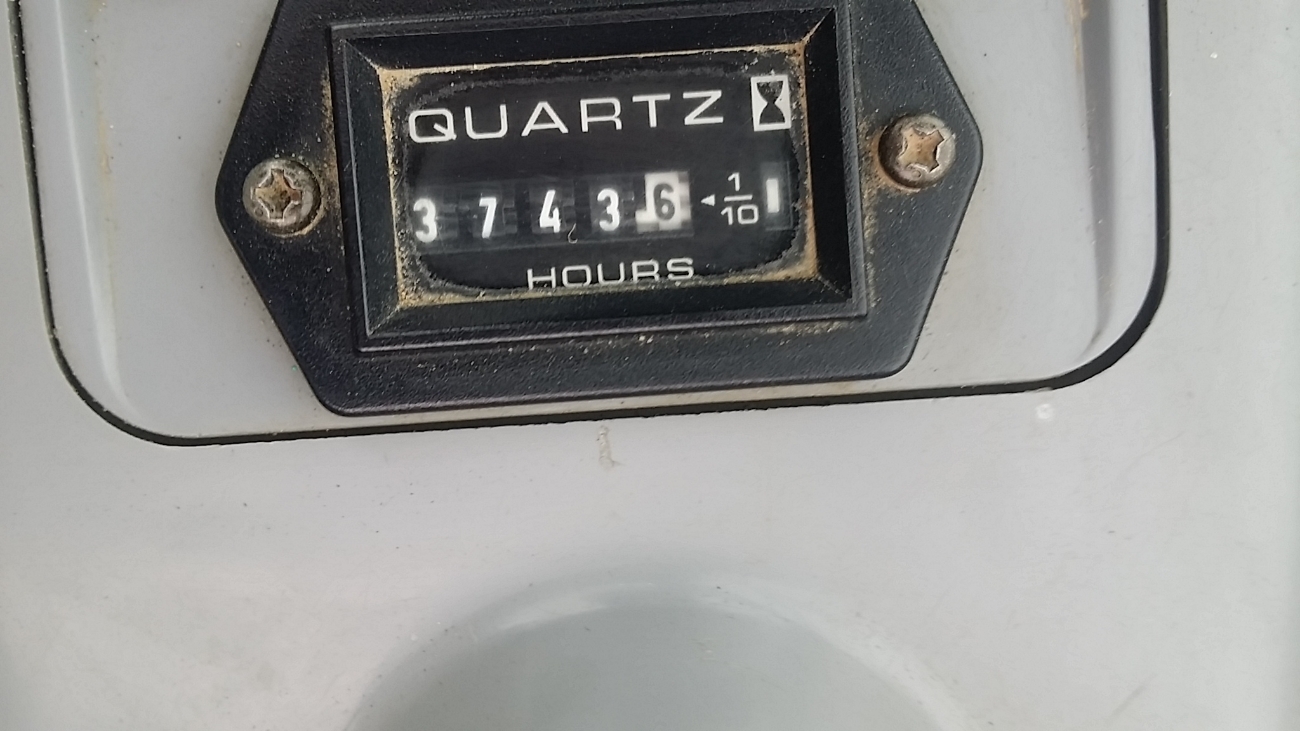 QUARTZ
37436 ◄ 1/10
HOURS